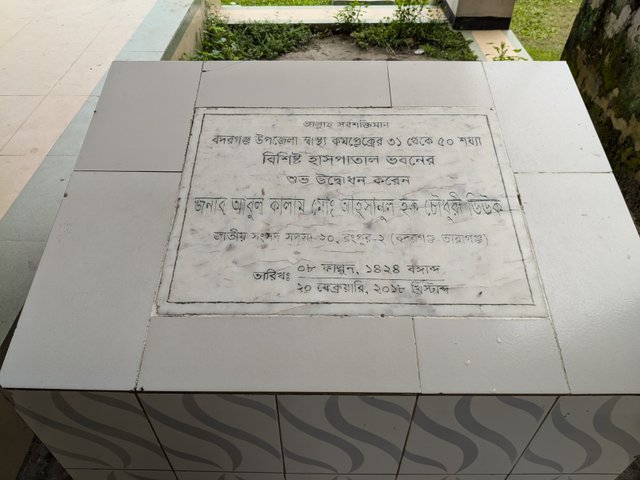 আল্লাহ সর্বশক্তিমান
বদরগঞ্জ উপজেলা স্বাস্থ্য কমপ্লেক্সের ৩১ থেকে ৫০ শয্যা
বিশিষ্ট হাসপাতাল ভবনের
শুভ উদ্বোধন করেন
জনাব আবুল কালাম মোঃ আহসানুল হক চৌধুরী ডিউক
জাতীয় সংসদ সদস্য-২০, রংপুর-২ (বদরগঞ্জ-তারাগঞ্জ)
তারিখঃ ০৮ ফাল্গুন, ১৪২৪ বঙ্গাব্দ
২০ ফেব্রুয়ারি, ২০১৮ খ্রিস্টাব্দ